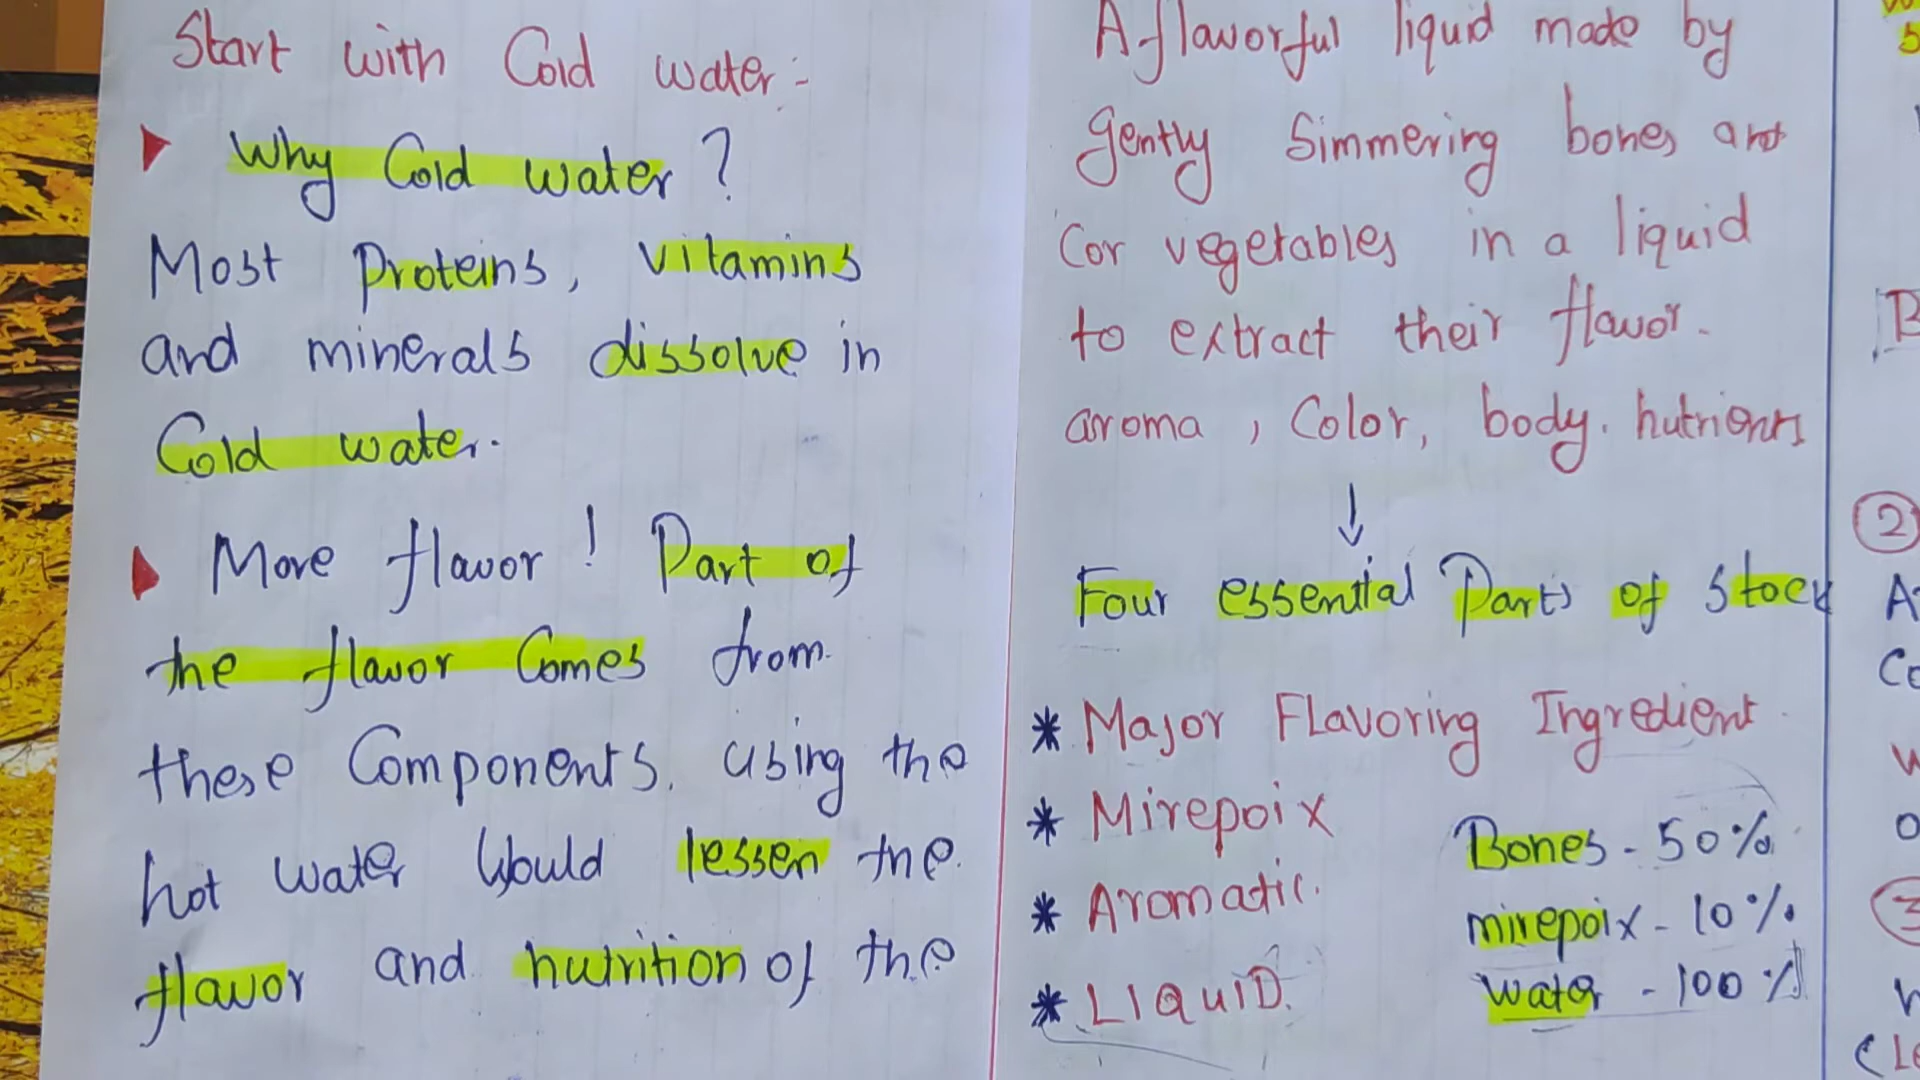 Start with Cold water:-
Why Cold water ?
Most Proteins, vitamins
and minerals dissolve in
Cold water.
More flavor ! Part of
the flavor Comes from.
these Components. Using the
hot water Would lessen the.
flavor and nutrition of the
A flavorful liquid made by
gently Simmering bones and
(or vegetables in a liquid
to extract their flavor.
aroma , Color, body. nutrients
↓
Four essential Parts of Stock
* Major FLavoring Ingredient.
* Mirepoix
* Aromatic.
* LIQUID.
Bones - 50%
mirepoix - 10%
water - 100%
2
3